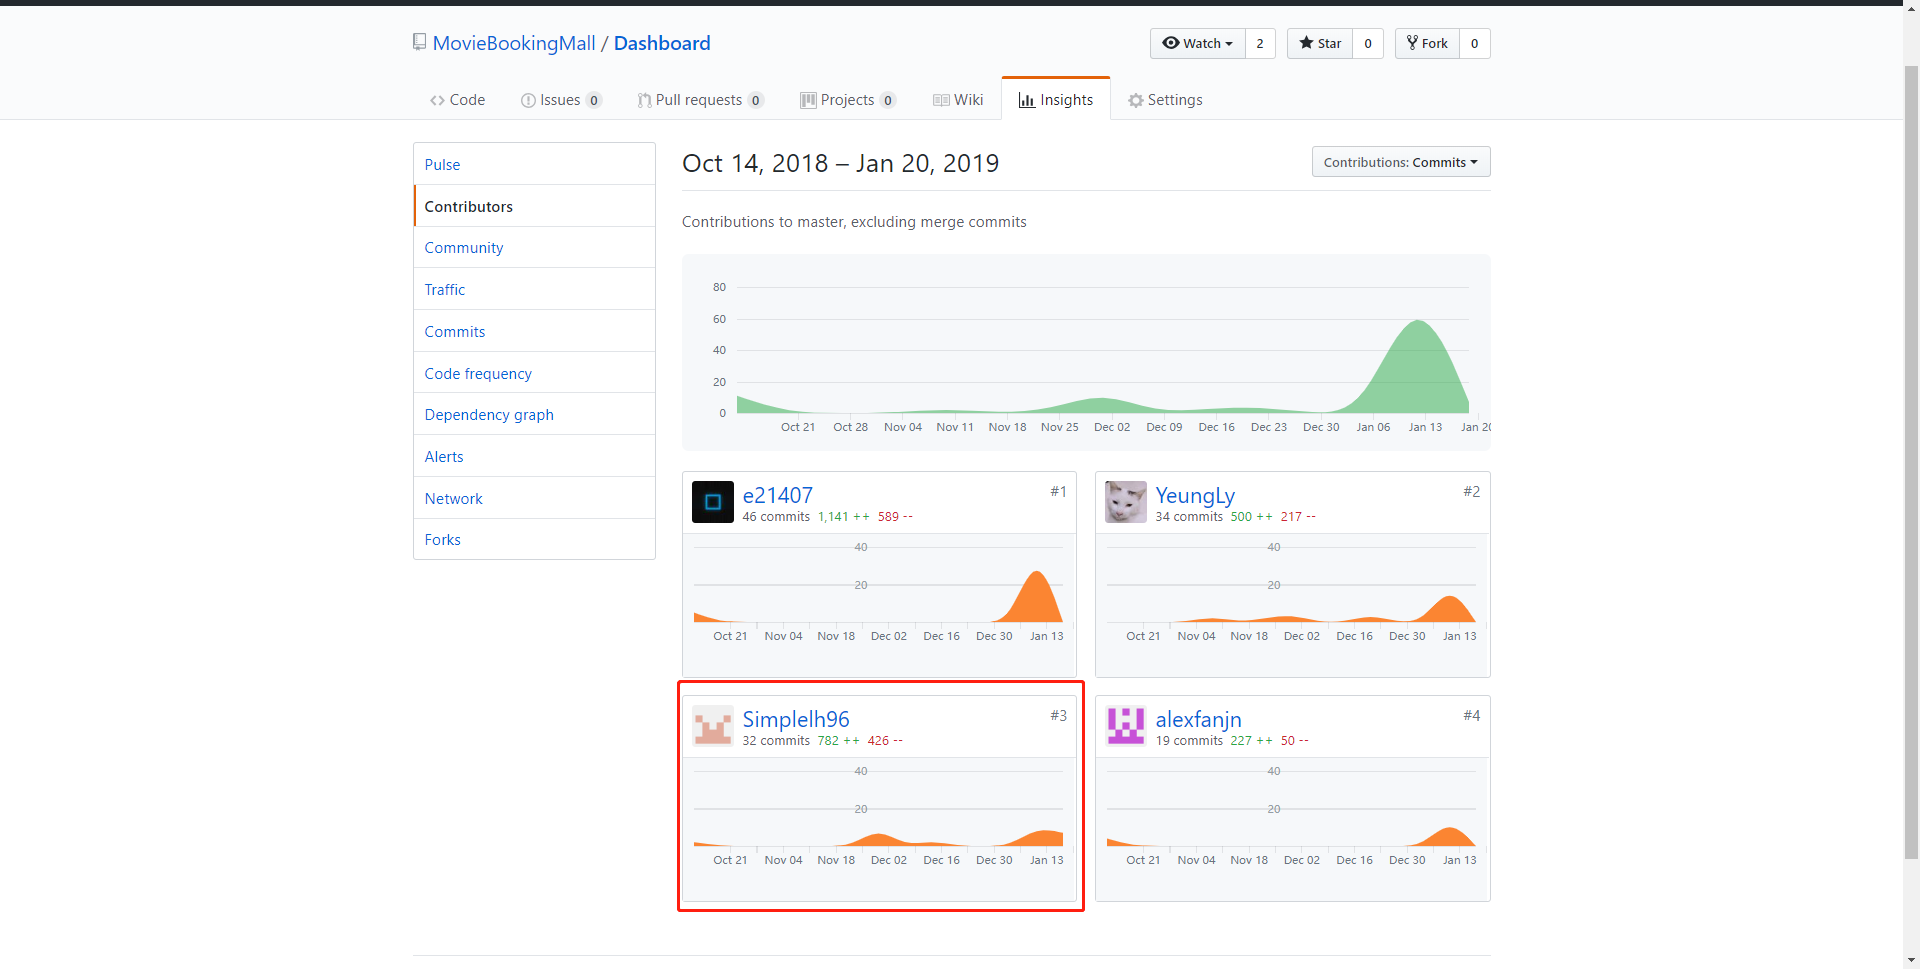 MovieBookingMall / Dashboard
Watch 2 Star 0 Fork 0
Code Issues 0 Pull requests 0 Projects 0 Wiki Insights Settings
Pulse
Contributors
Community
Traffic
Commits
Code frequency
Dependency graph
Alerts
Network
Forks
Oct 14, 2018 – Jan 20, 2019
Contributions: Commits
Contributions to master, excluding merge commits
80
60
40
20
0
Oct 21 Oct 28 Nov 04 Nov 11 Nov 18 Nov 25 Dec 02 Dec 09 Dec 16 Dec 23 Dec 30 Jan 06 Jan 13 Jan 20
e21407 #1
46 commits 1,141 ++ 589 --
40
20
Oct 21 Nov 04 Nov 18 Dec 02 Dec 16 Dec 30 Jan 13
YeungLy #2
34 commits 500 ++ 217 --
40
20
Oct 21 Nov 04 Nov 18 Dec 02 Dec 16 Dec 30 Jan 13
Simplelh96 #3
32 commits 782 ++ 426 --
40
20
Oct 21 Nov 04 Nov 18 Dec 02 Dec 16 Dec 30 Jan 13
alexfanjn #4
19 commits 227 ++ 50 --
40
20
Oct 21 Nov 04 Nov 18 Dec 02 Dec 16 Dec 30 Jan 13